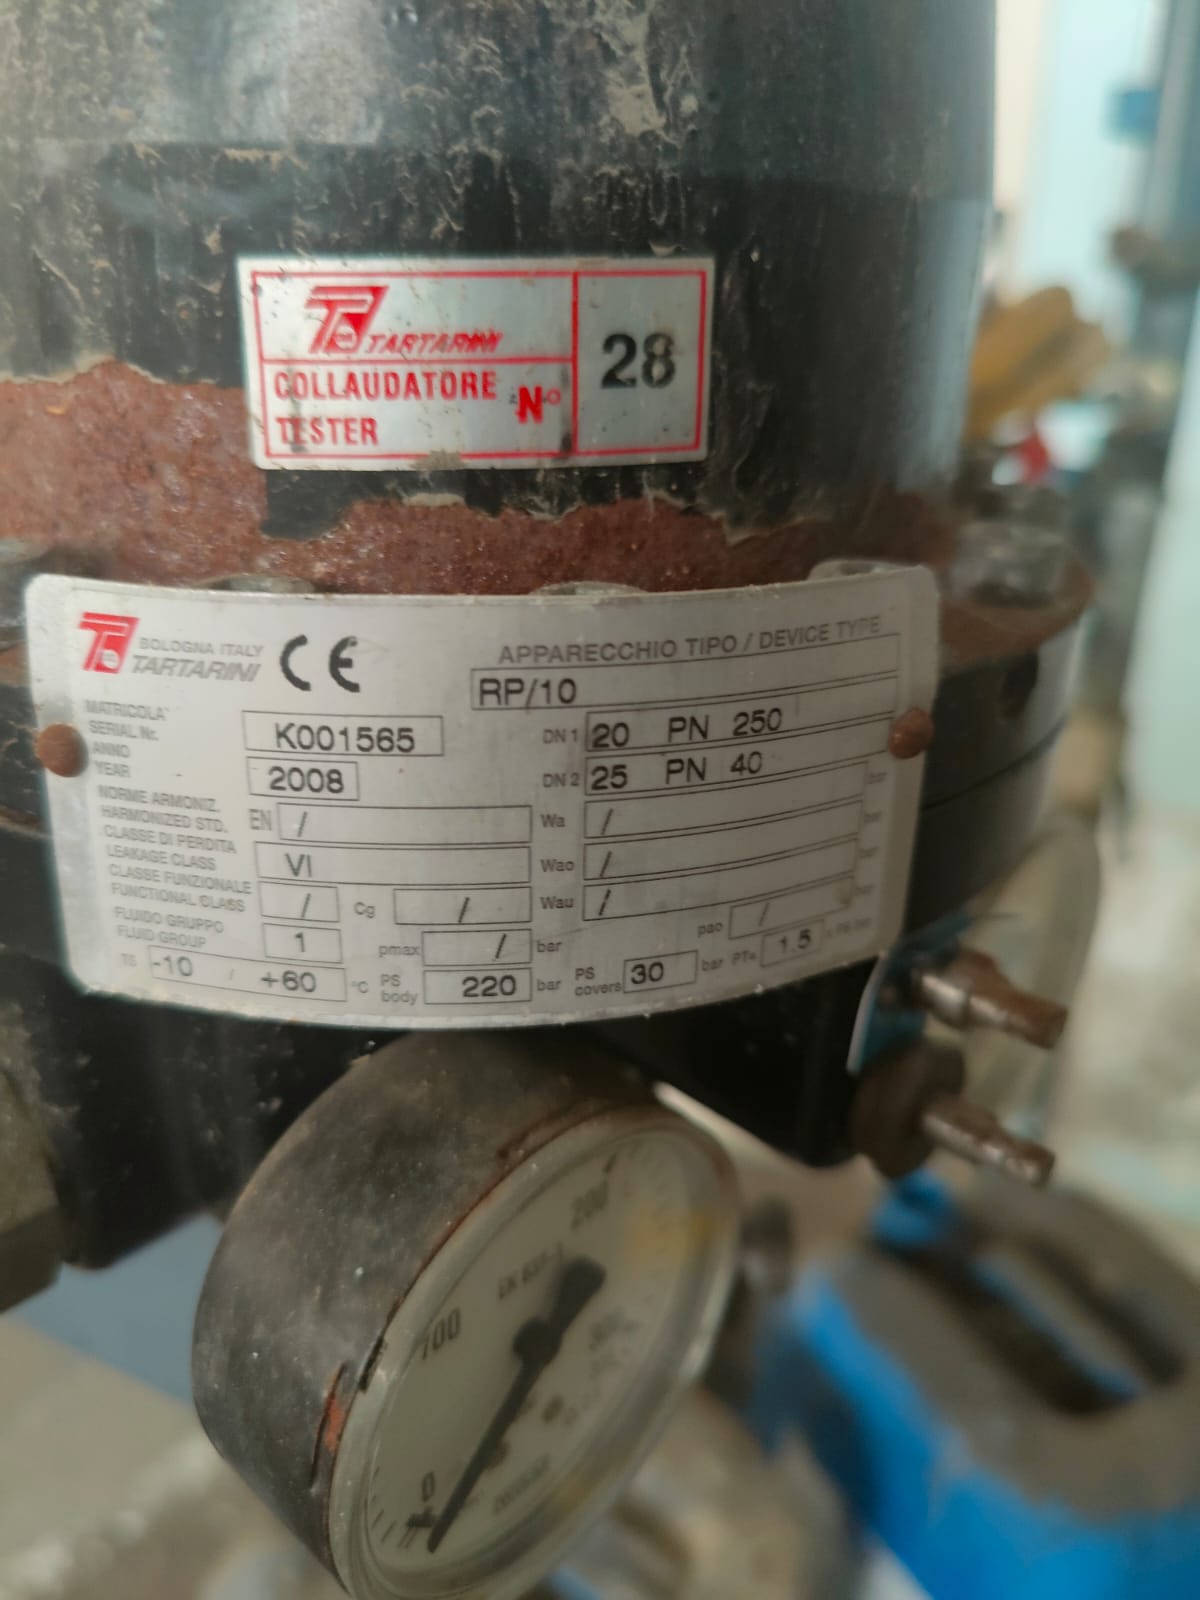 TARTARINI
COLLAUDATORE
TESTER
N° 28
BOLOGNA ITALY
TARTARINI
CE
APPARECCHIO TIPO / DEVICE TYPE
RP/10
MATRICOLA
SERIAL Nr. K001565
DN 1 20 PN 250
ANNO
YEAR 2008
DN 2 25 PN 40 bar
NORME ARMONIZ.
HARMONIZED STD. EN /
Wa / bar
CLASSE DI PERDITA
LEAKAGE CLASS VI
Wao / bar
CLASSE FUNZIONALE
FUNCTIONAL CLASS / Cg /
Wau / bar
FLUIDO GRUPPO
FLUID GROUP 1 pmax / bar
pao /
TS -10 / +60 °C PS body 220 bar PS covers 30 bar PT= 1.5
0
100
200